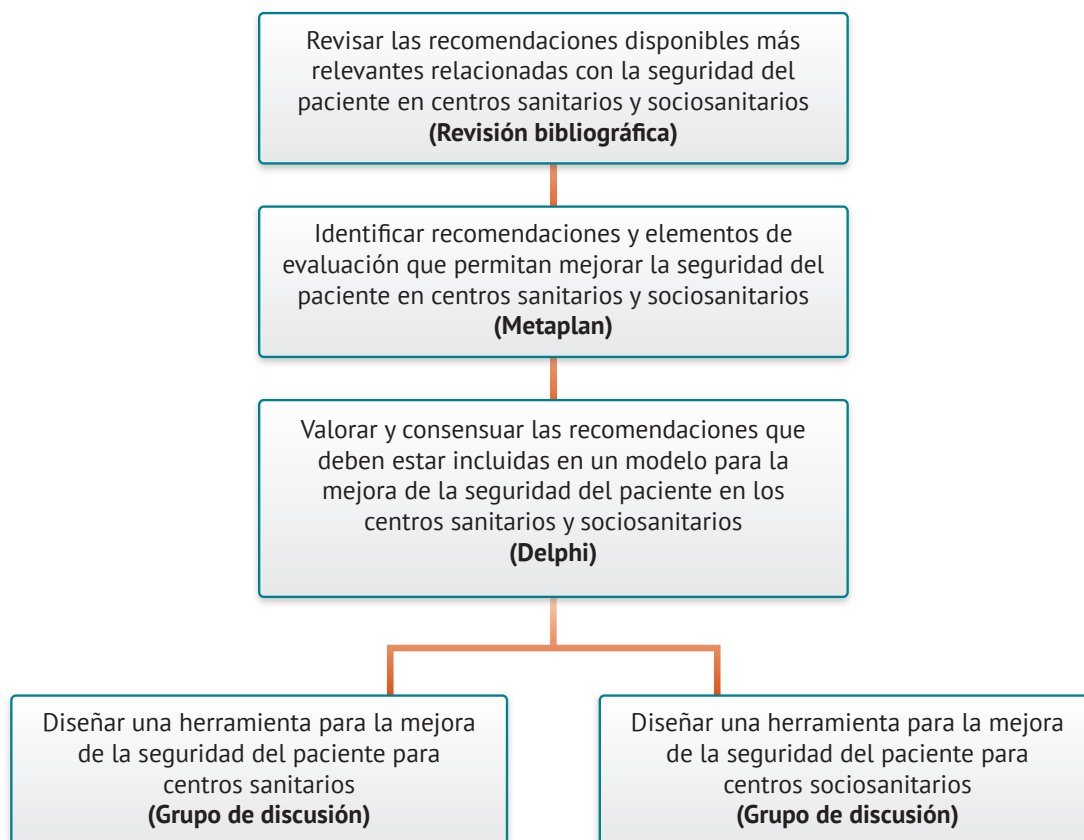 Revisar las recomendaciones disponibles más
relevantes relacionadas con la seguridad del
paciente en centros sanitarios y sociosanitarios
(Revisión bibliográfica)
Identificar recomendaciones y elementos de
evaluación que permitan mejorar la seguridad del
paciente en centros sanitarios y sociosanitarios
(Metaplan)
Valorar y consensuar las recomendaciones que
deben estar incluidas en un modelo para la
mejora de la seguridad del paciente en los
centros sanitarios y sociosanitarios
(Delphi)
Diseñar una herramienta para la mejora
de la seguridad del paciente para
centros sanitarios
(Grupo de discusión)
Diseñar una herramienta para la mejora
de la seguridad del paciente para
centros sociosanitarios
(Grupo de discusión)